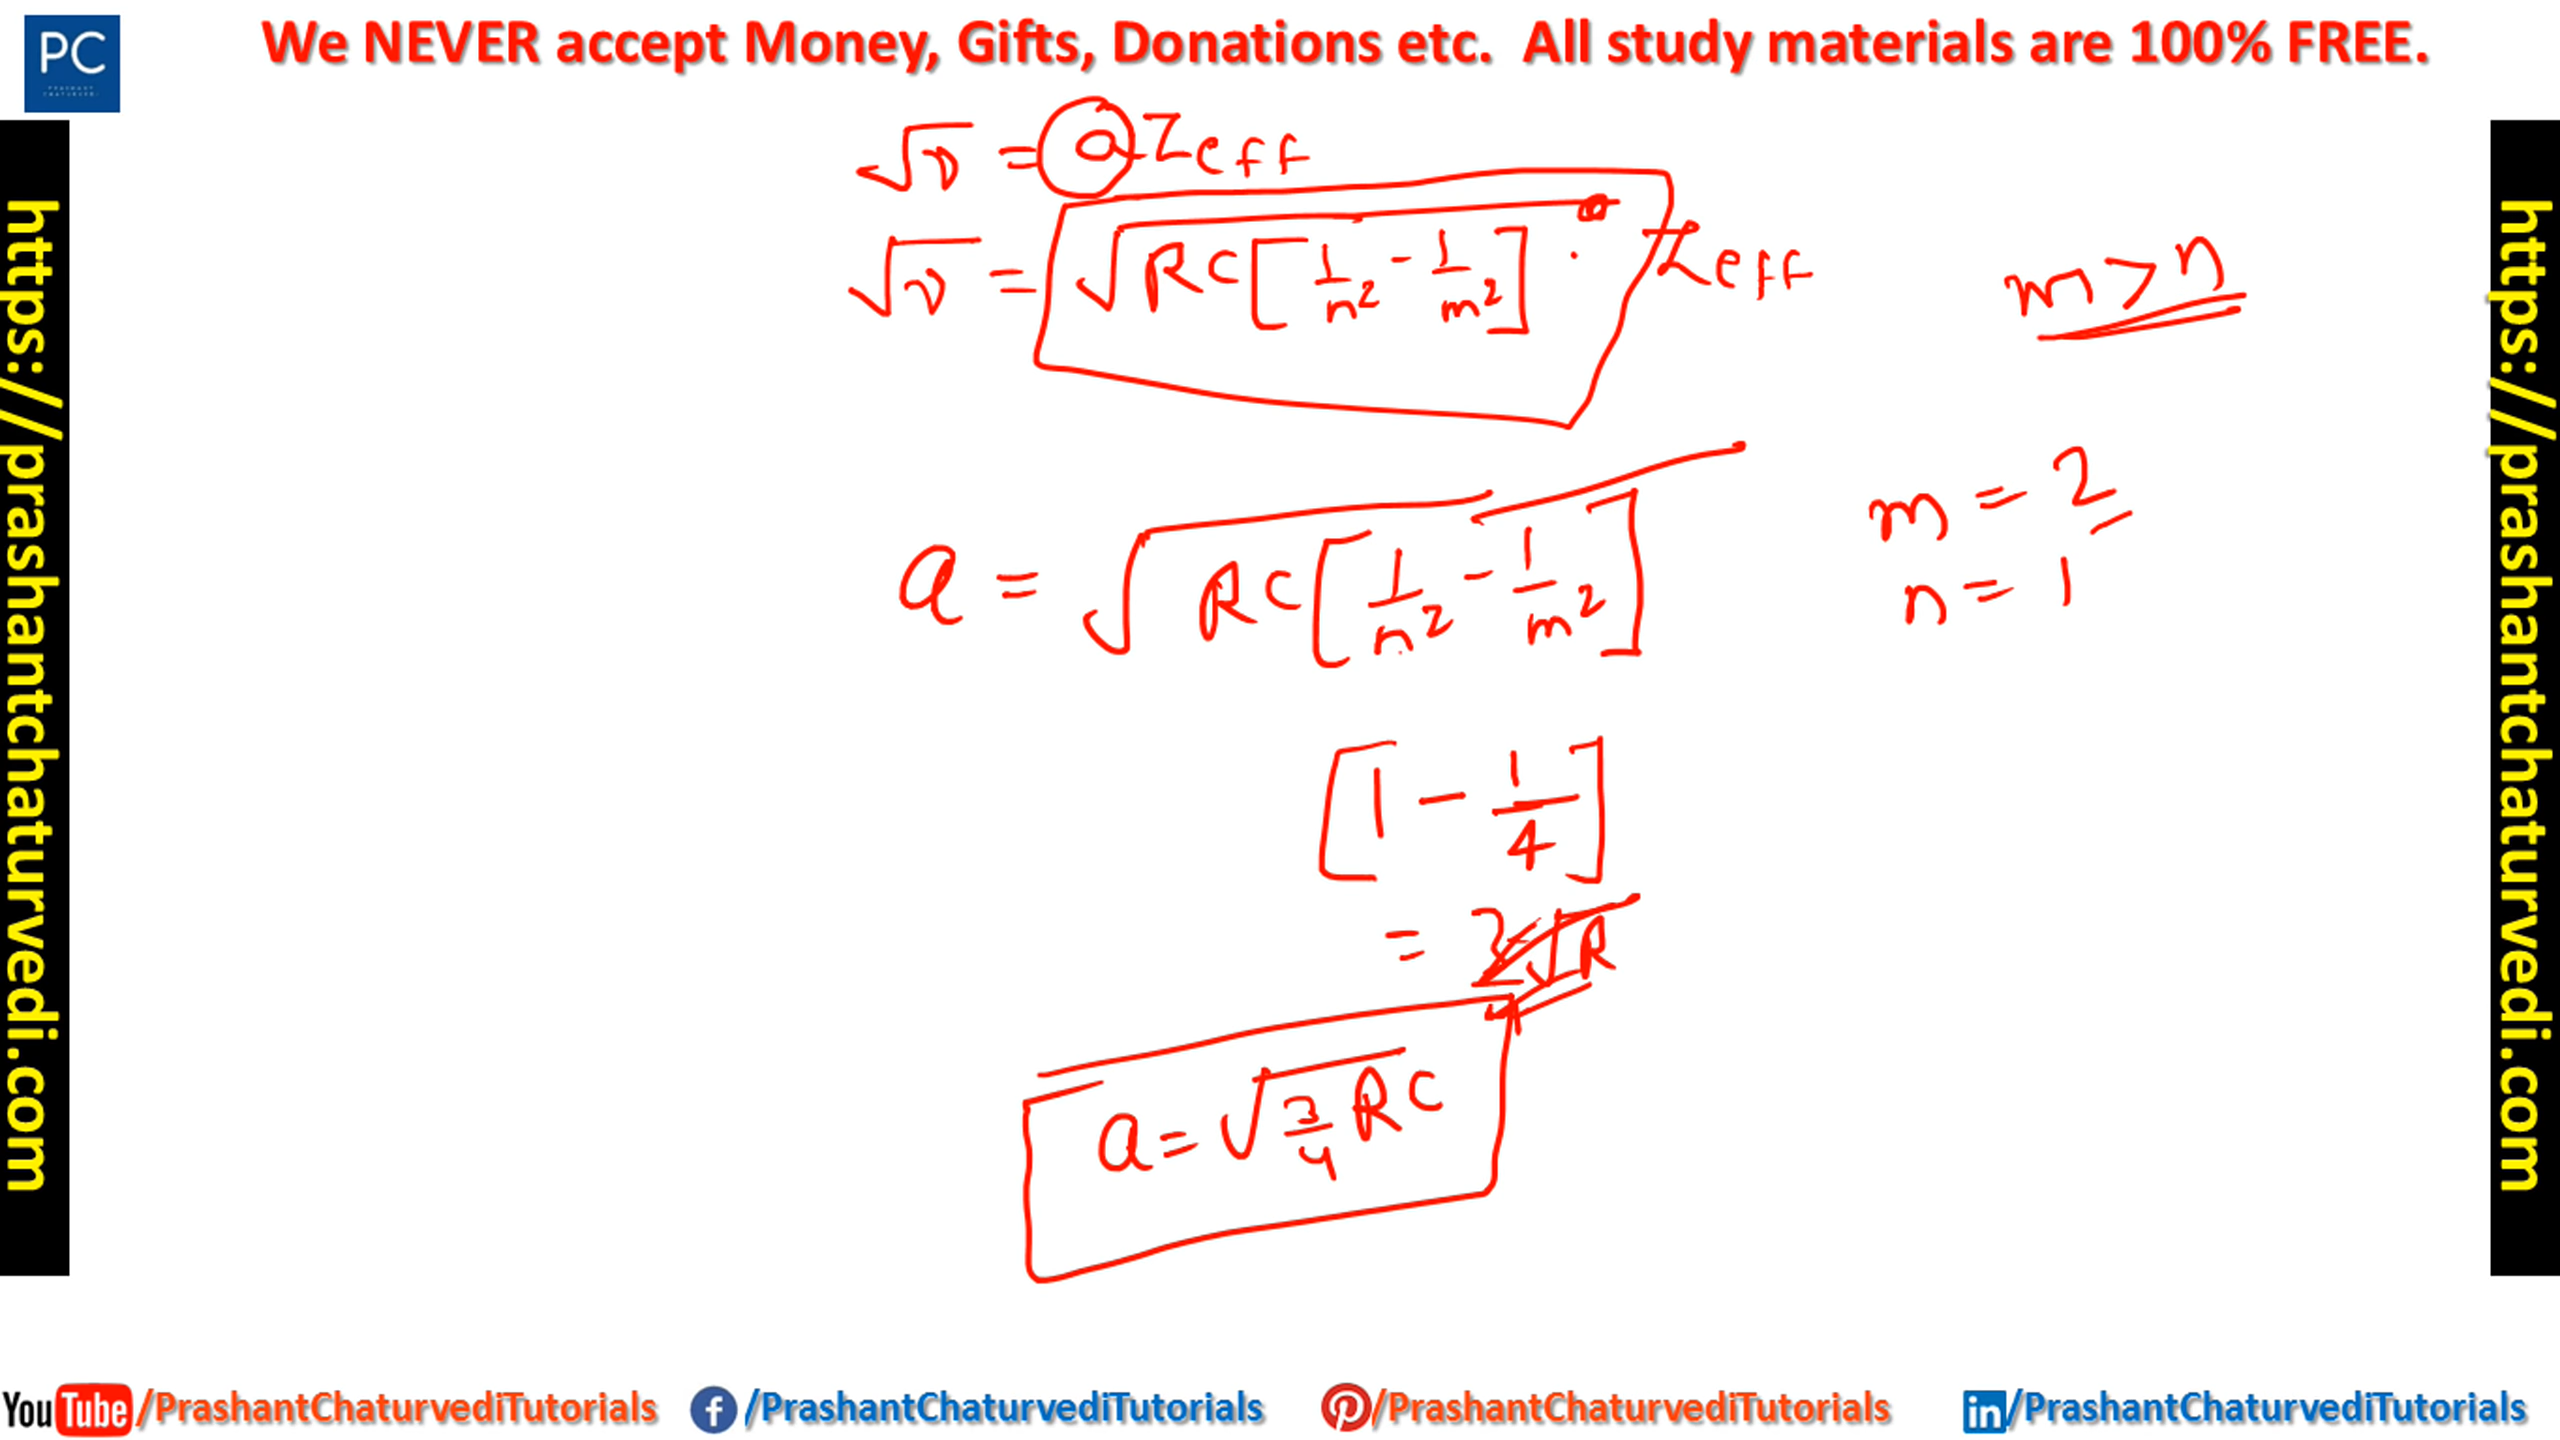 PC
PRASHANT
CHATURVEDI
We NEVER accept Money, Gifts, Donations etc. All study materials are 100% FREE.
https://prashantchaturvedi.com
√ν = a Zeff
√ν = √RC[1/n² - 1/m²] · Zeff
m > n
a = √RC[1/n² - 1/m²]
m = 2
n = 1
[1 - 1/4]
=
a = √3/4 RC
https://prashantchaturvedi.com
YouTube/PrashantChaturvediTutorials
f/PrashantChaturvediTutorials
/PrashantChaturvediTutorials
in/PrashantChaturvediTutorials